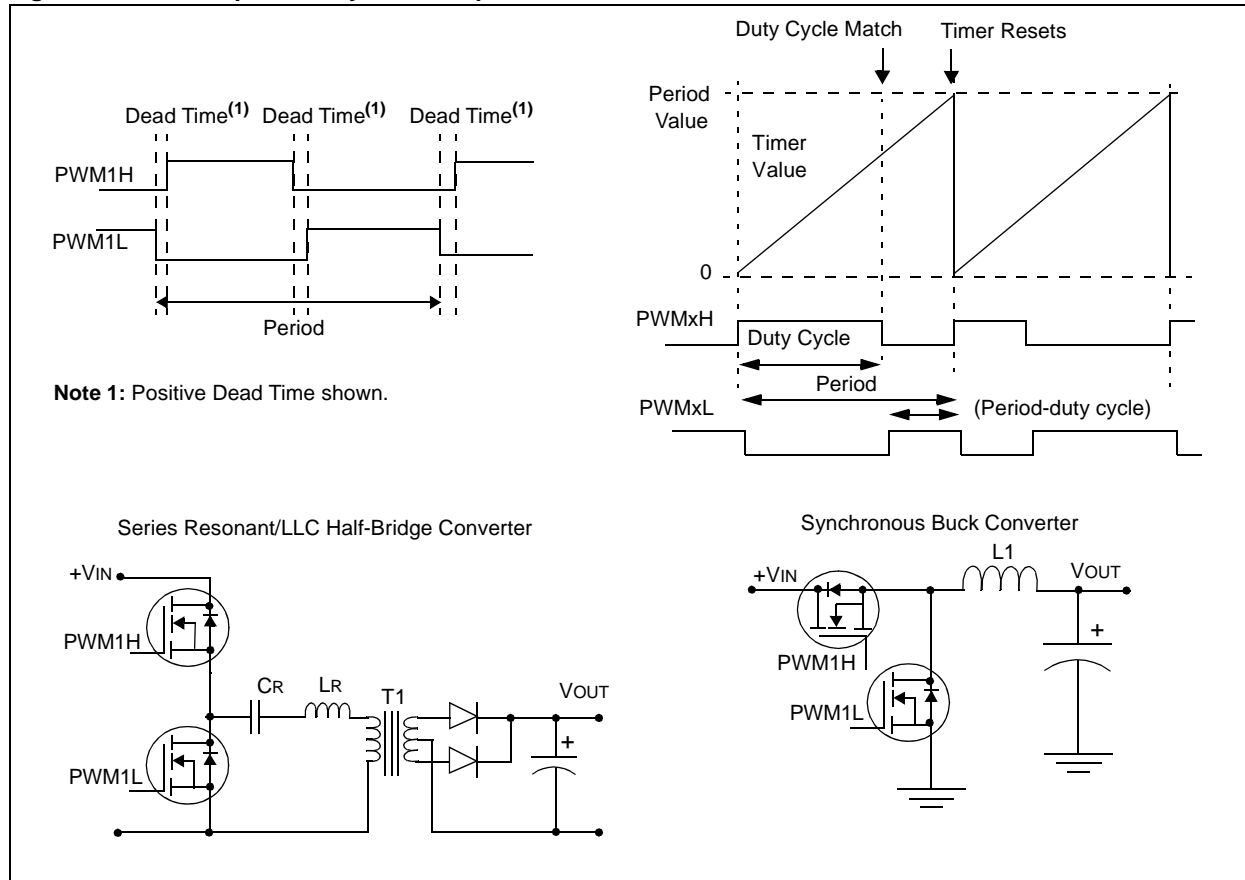 Dead Time(1) Dead Time(1) Dead Time(1)
PWM1H
PWM1L
Period
Note 1: Positive Dead Time shown.
Duty Cycle Match Timer Resets
Period
Value
Timer
Value
0
PWMxH
Duty Cycle
Period
PWMxL
(Period-duty cycle)
Series Resonant/LLC Half-Bridge Converter
+VIN
PWM1H
CR
LR
T1
VOUT
+
PWM1L
Synchronous Buck Converter
L1
+VIN
VOUT
+
PWM1H
PWM1L